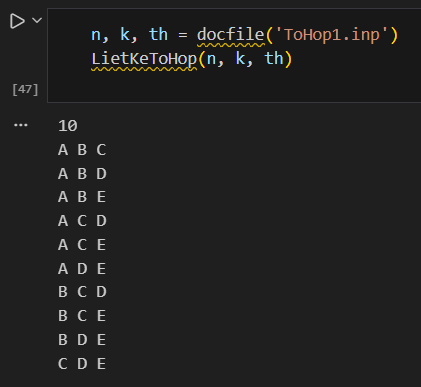 n, k, th = docfile('ToHop1.inp')
LietKeToHop(n, k, th)
[47]
...
10
A B C
A B D
A B E
A C D
A C E
A D E
B C D
B C E
B D E
C D E